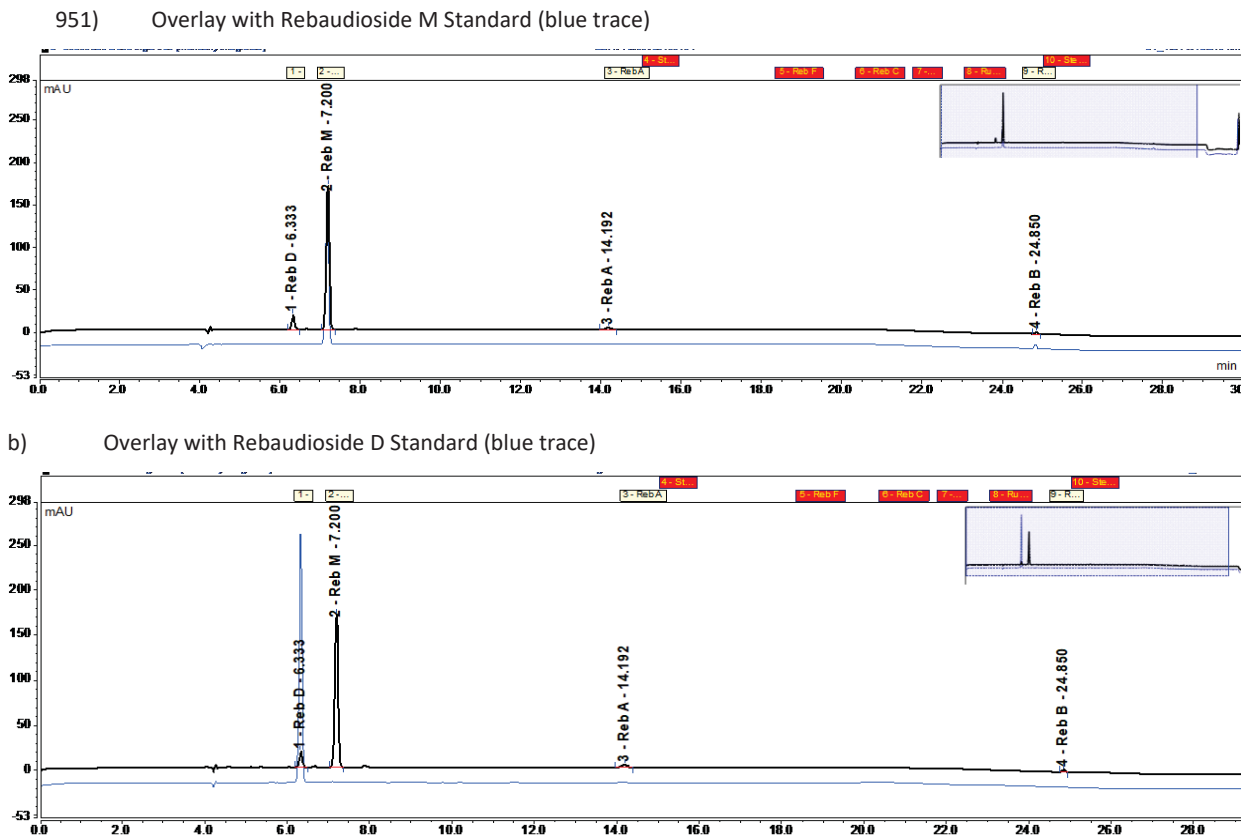 951) Overlay with Rebaudioside M Standard (blue trace)
4 - St...
10 - Ste...
1 - 2 -... 3 - Reb A 5 - Reb F 6 - Reb C 7 -... 8 - Ru... 9 - R...
298
mAU
250
200
150
100
50
0
-53
1 - Reb D - 6.333
2 - Reb M - 7.200
3 - Reb A - 14.192
4 - Reb B - 24.850
min
0.0 2.0 4.0 6.0 8.0 10.0 12.0 14.0 16.0 18.0 20.0 22.0 24.0 26.0 28.0 30
b) Overlay with Rebaudioside D Standard (blue trace)
4 - St...
10 - Ste...
1 - 2 -... 3 - Reb A 5 - Reb F 6 - Reb C 7 -... 8 - Ru... 9 - R...
298
mAU
250
200
150
100
50
0
-53
1 - Reb D - 6.333
2 - Reb M - 7.200
3 - Reb A - 14.192
4 - Reb B - 24.850
0.0 2.0 4.0 6.0 8.0 10.0 12.0 14.0 16.0 18.0 20.0 22.0 24.0 26.0 28.0